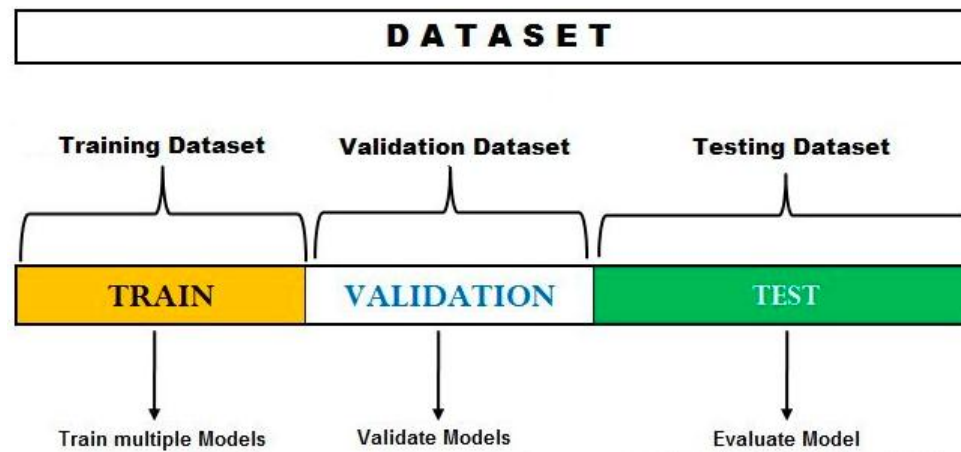 DATASET
Training Dataset Validation Dataset Testing Dataset
TRAIN VALIDATION TEST
Train multiple Models Validate Models Evaluate Model